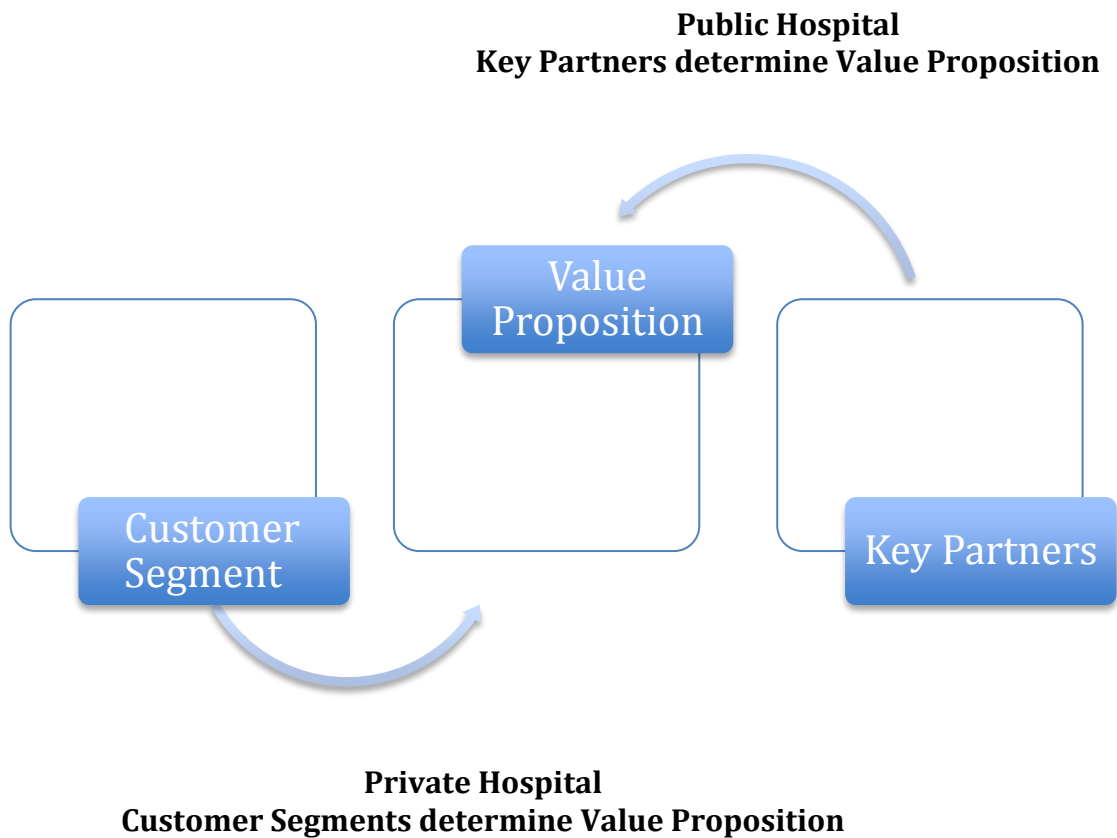 Public Hospital
Key Partners determine Value Proposition
Value
Proposition
Customer
Segment
Key Partners
Private Hospital
Customer Segments determine Value Proposition